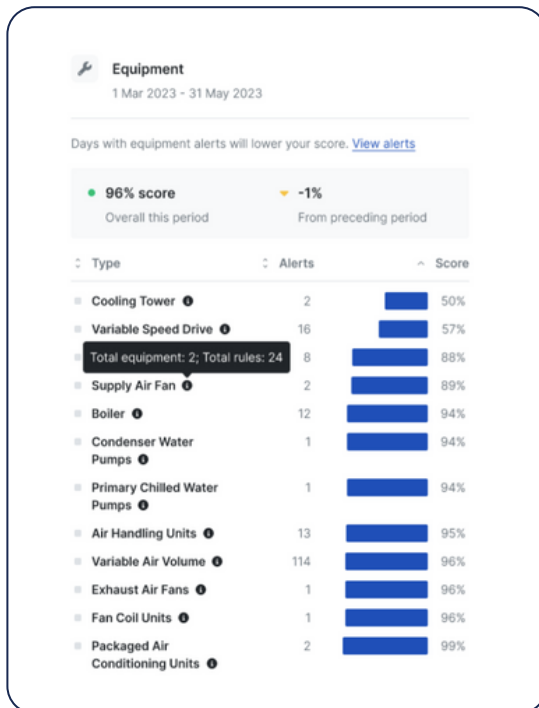 Equipment
1 Mar 2023 - 31 May 2023
Days with equipment alerts will lower your score. View alerts
96% score
-1%
Overall this period
From preceding period
Type Alerts Score
Cooling Tower 2 50%
Variable Speed Drive 16 57%
Total equipment: 2; Total rules: 24 8 88%
Supply Air Fan 2 89%
Boiler 12 94%
Condenser Water
Pumps 1 94%
Primary Chilled Water
Pumps 1 94%
Air Handling Units 13 95%
Variable Air Volume 114 96%
Exhaust Air Fans 1 96%
Fan Coil Units 1 96%
Packaged Air
Conditioning Units 2 99%